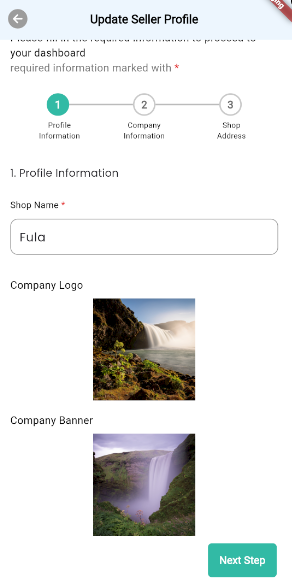 Update Seller Profile
Please fill in the required information to proceed to
your dashboard
required information marked with *
1
2
3
Profile
Information
Company
Information
Shop
Address
1. Profile Information
Shop Name *
Fula
Company Logo
Company Banner
Next Step